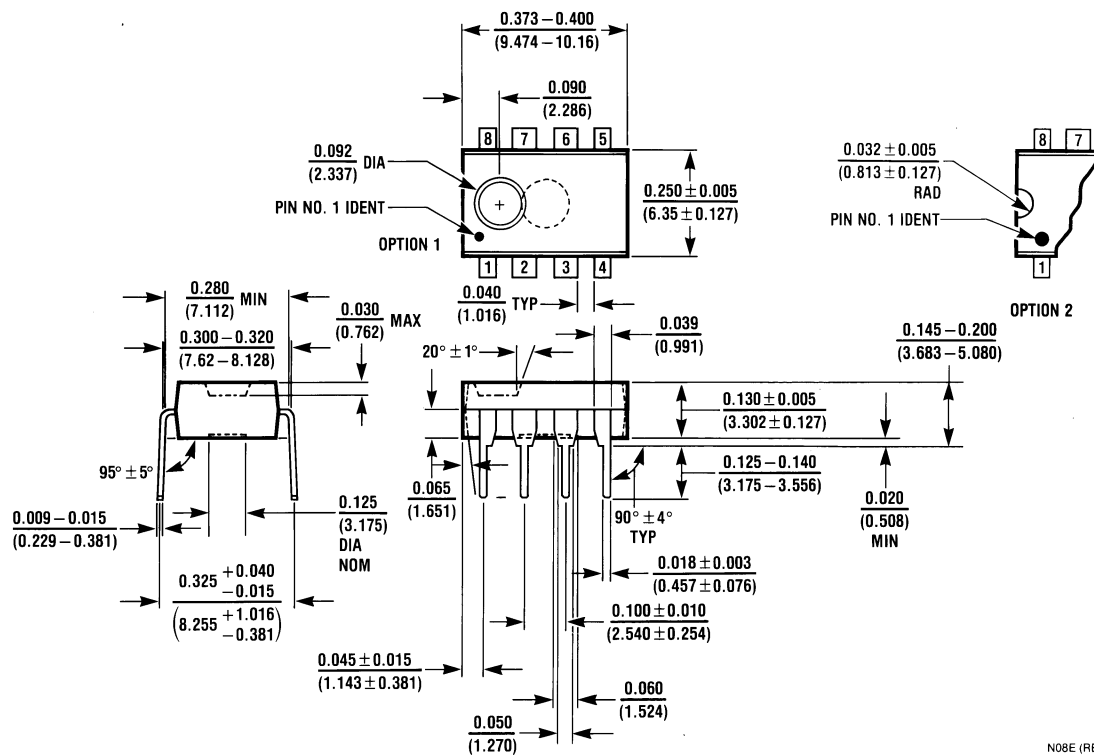 0.373 – 0.400
(9.474 – 10.16)
0.090
(2.286)
8 7 6 5
0.092 DIA
(2.337)
PIN NO. 1 IDENT
OPTION 1
0.250 ± 0.005
(6.35 ± 0.127)
1 2 3 4
8 7
0.032 ± 0.005
(0.813 ± 0.127)
RAD
PIN NO. 1 IDENT
1
OPTION 2
0.280 MIN
(7.112)
0.300 – 0.320
(7.62 – 8.128)
0.030 MAX
(0.762)
0.040 TYP
(1.016)
20° ± 1°
0.039
(0.991)
0.145 – 0.200
(3.683 – 5.080)
0.130 ± 0.005
(3.302 ± 0.127)
0.125 – 0.140
(3.175 – 3.556)
0.020
(0.508)
MIN
95° ± 5°
0.009 – 0.015
(0.229 – 0.381)
0.125
(3.175)
DIA
NOM
0.065
(1.651)
90° ± 4°
TYP
0.325 +0.040
−0.015
(8.255 +1.016
−0.381)
0.018 ± 0.003
(0.457 ± 0.076)
0.100 ± 0.010
(2.540 ± 0.254)
0.045 ± 0.015
(1.143 ± 0.381)
0.060
(1.524)
0.050
(1.270)
N08E (RE